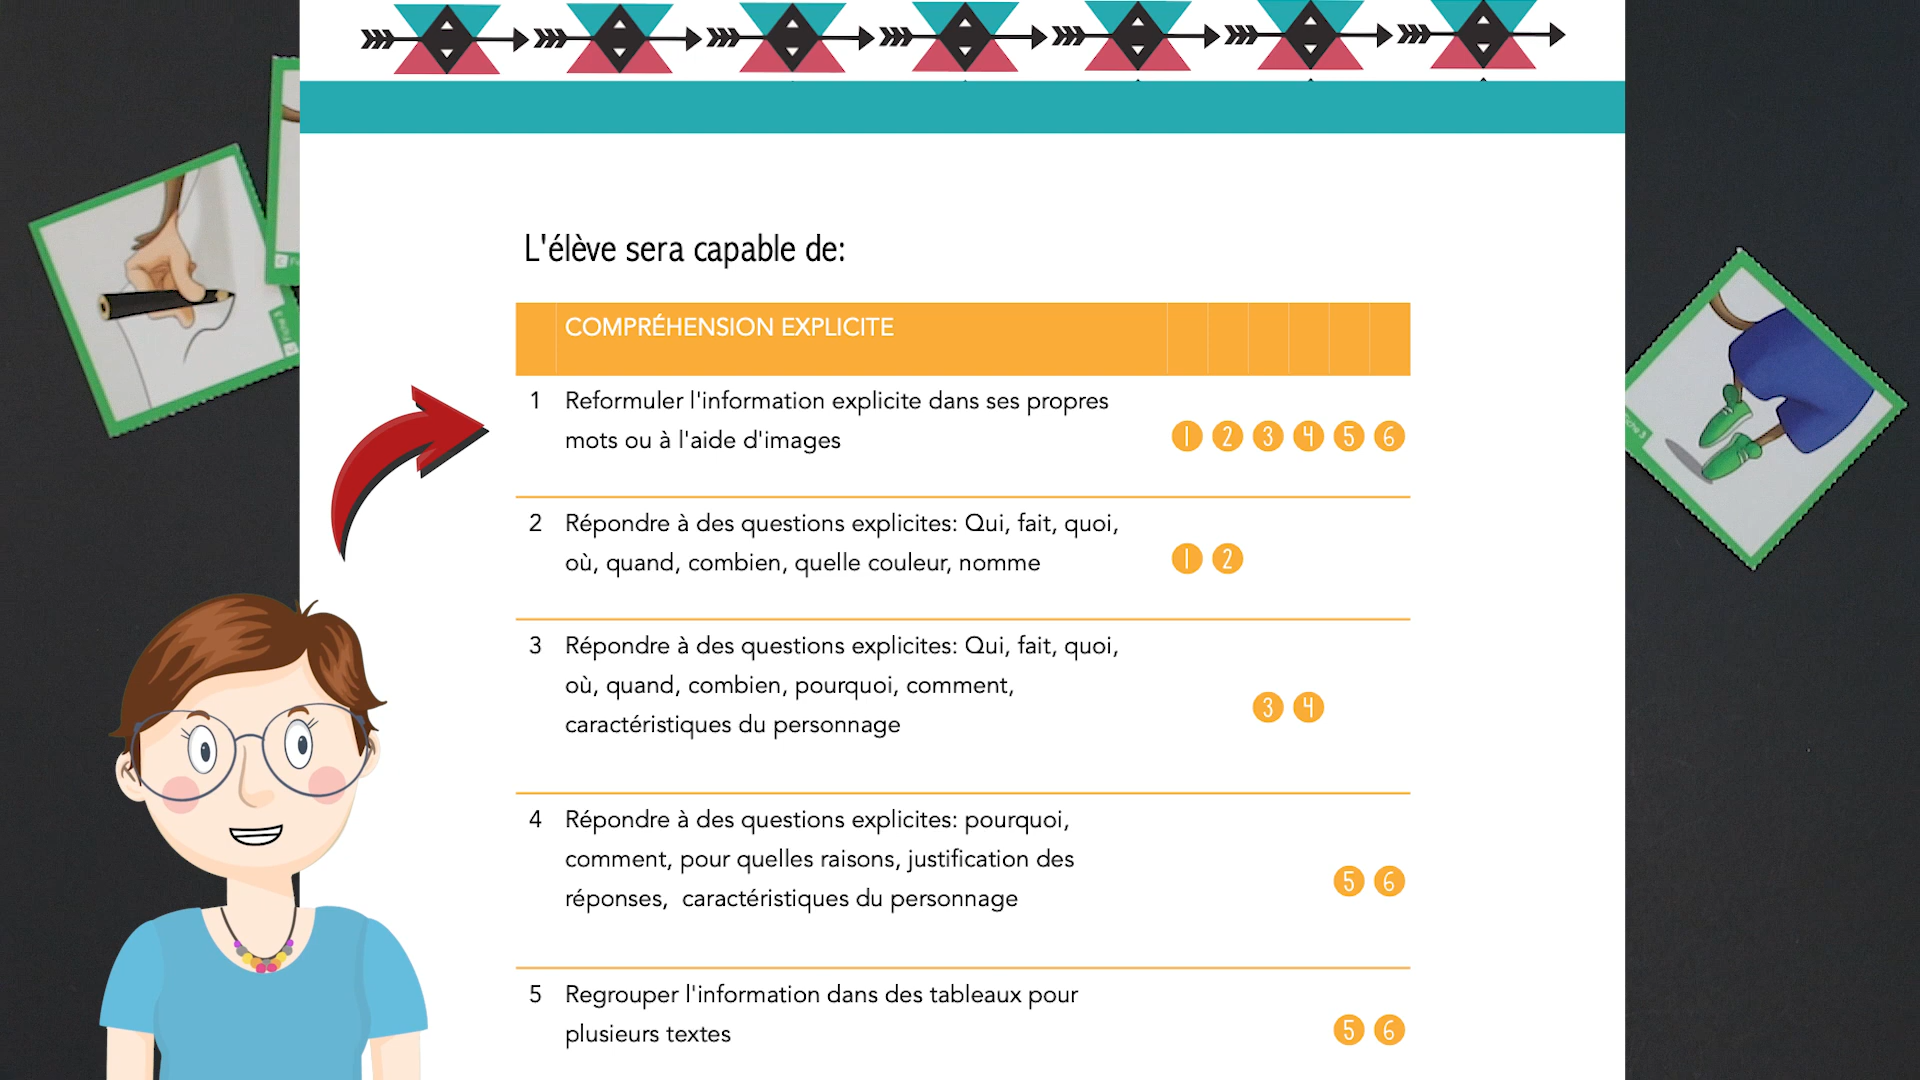 L'élève sera capable de:
COMPRÉHENSION EXPLICITE
1 Reformuler l'information explicite dans ses propres
mots ou à l'aide d'images
1 2 3 4 5 6
2 Répondre à des questions explicites: Qui, fait, quoi,
où, quand, combien, quelle couleur, nomme
1 2
3 Répondre à des questions explicites: Qui, fait, quoi,
où, quand, combien, pourquoi, comment,
caractéristiques du personnage
3 4
4 Répondre à des questions explicites: pourquoi,
comment, pour quelles raisons, justification des
réponses, caractéristiques du personnage
5 6
5 Regrouper l'information dans des tableaux pour
plusieurs textes
5 6